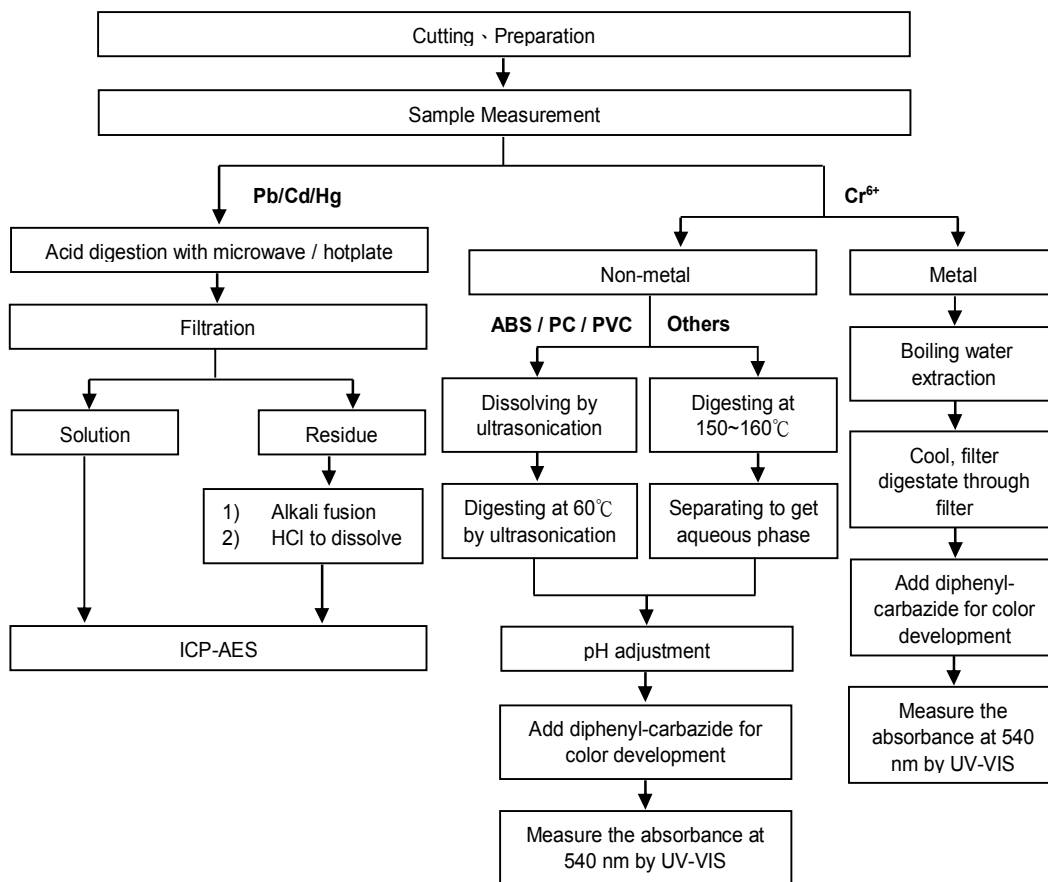 Cutting、Preparation
Sample Measurement
Pb/Cd/Hg
Acid digestion with microwave / hotplate
Filtration
Solution
Residue
1) Alkali fusion
2) HCl to dissolve
ICP-AES
Cr⁶⁺
Non-metal
ABS / PC / PVC
Others
Dissolving by
ultrasonication
Digesting at 60℃
by ultrasonication
Digesting at
150~160℃
Separating to get
aqueous phase
pH adjustment
Add diphenyl-carbazide for
color development
Measure the absorbance at
540 nm by UV-VIS
Metal
Boiling water
extraction
Cool, filter
digestate through
filter
Add diphenyl-
carbazide for color
development
Measure the
absorbance at 540
nm by UV-VIS